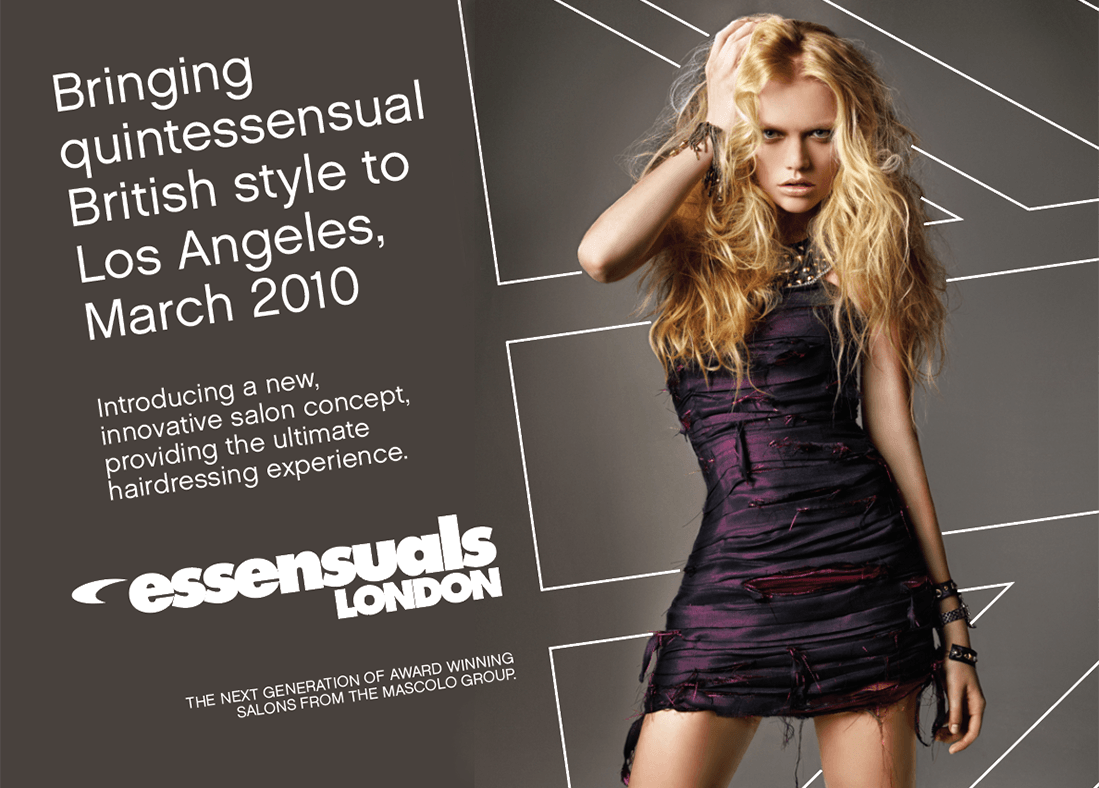 Bringing
quintessensual
British style to
Los Angeles,
March 2010
Introducing a new,
innovative salon concept,
providing the ultimate
hairdressing experience.
essensuals
LONDON
THE NEXT GENERATION OF AWARD WINNING
SALONS FROM THE MASCOLO GROUP.